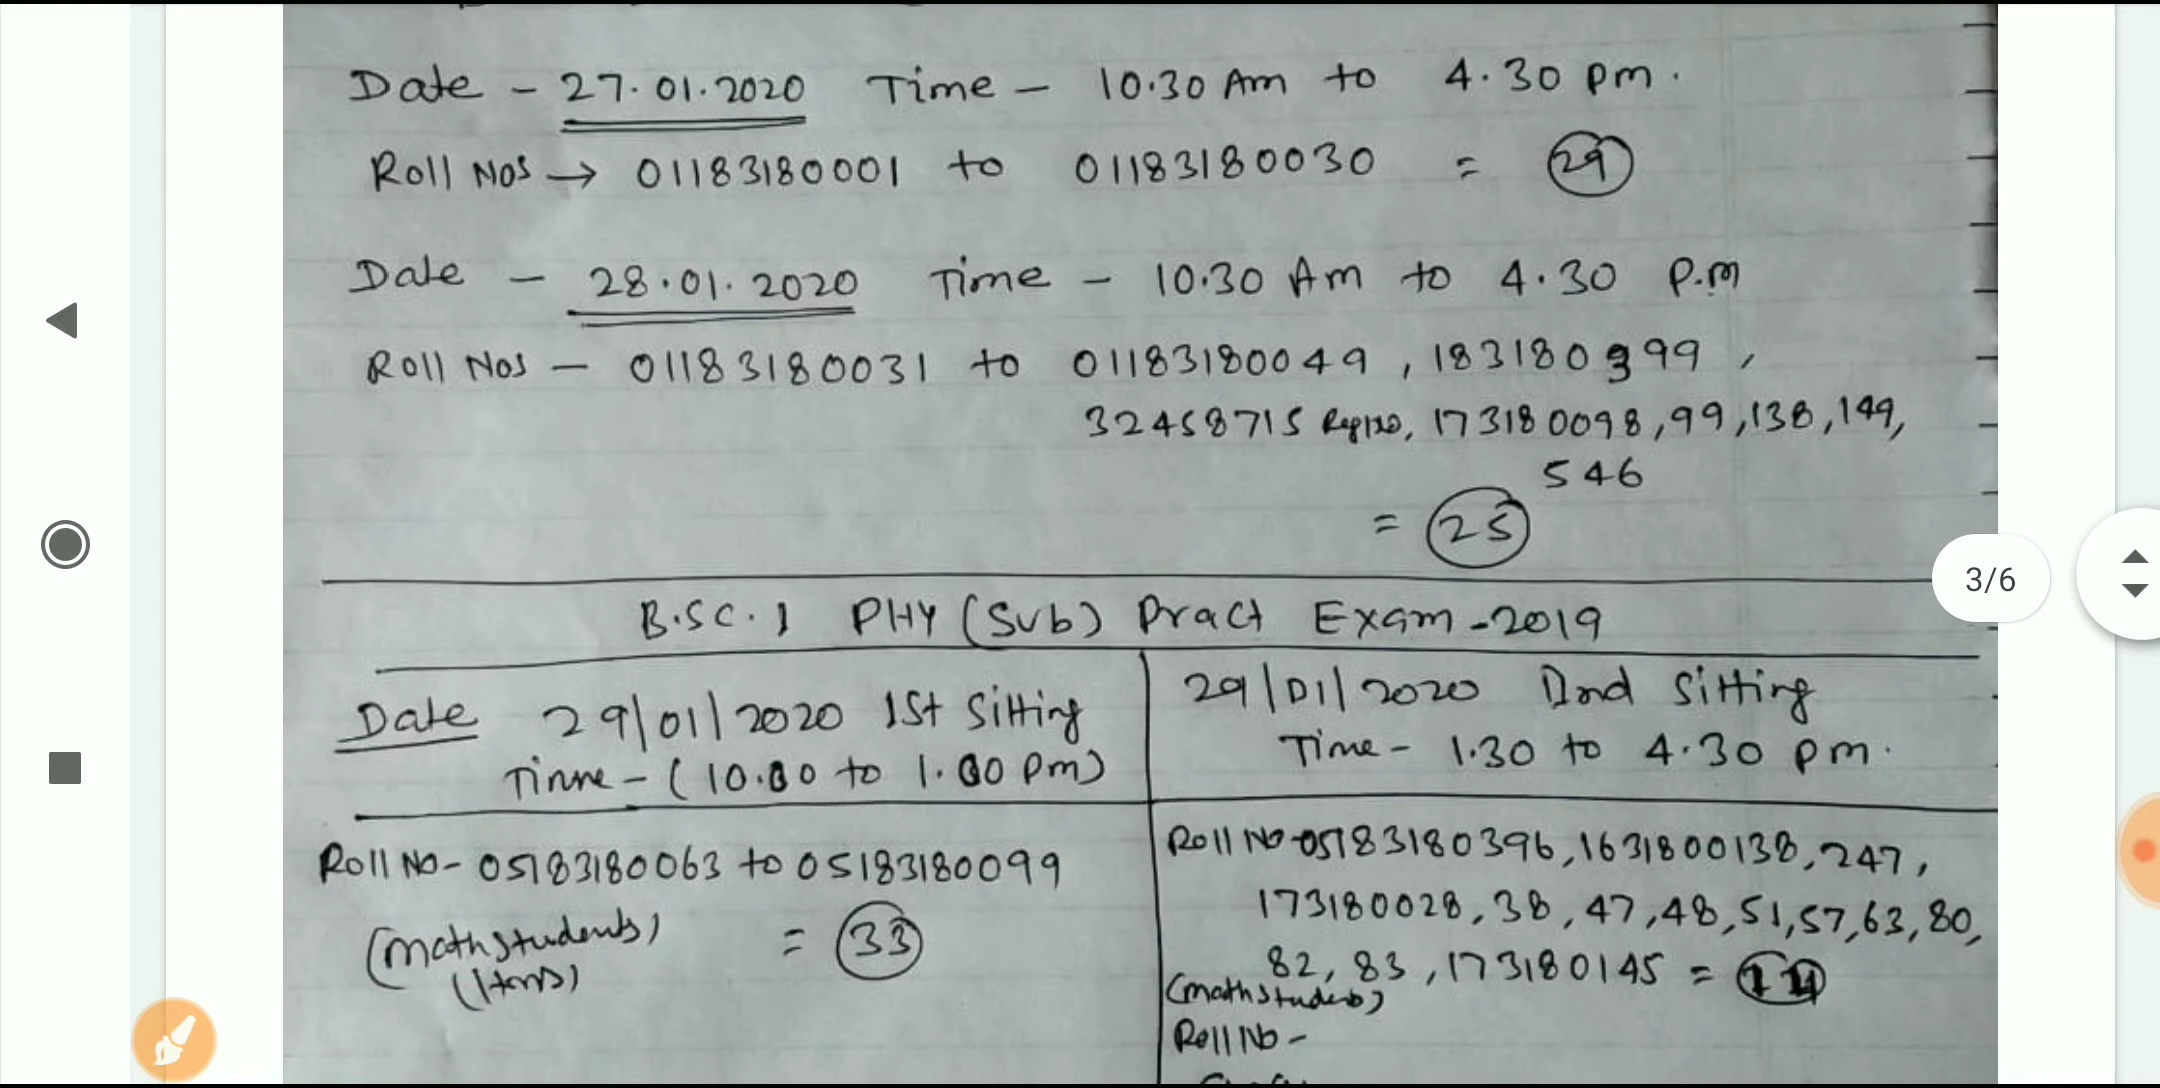 Date - 27.01.2020 Time - 10.30 Am to 4.30 pm.
Roll Nos → 01183180001 to 01183180030 = 29
Date - 28.01.2020 Time - 10.30 Am to 4.30 P.m
Roll Nos - 01183180031 to 01183180049, 183180399,
32458715 , 173180098, 99, 138, 149,
546
= 25
3/6
B.SC. I PHY (Sub) Pract Exam-2019
Date 29/01/2020 1St Sitting
Time - (10.00 to 1.00 pm)
29/01/2020 IInd Sitting
Time - 1.30 to 4.30 pm.
Roll No - 05183180063 to 05183180099
(math students) = 33
Roll No - 05183180396, 1631800138, 247,
173180028, 38, 47, 48, 51, 57, 63, 80,
82, 83, 173180145 = 14
(math students)
Roll No -